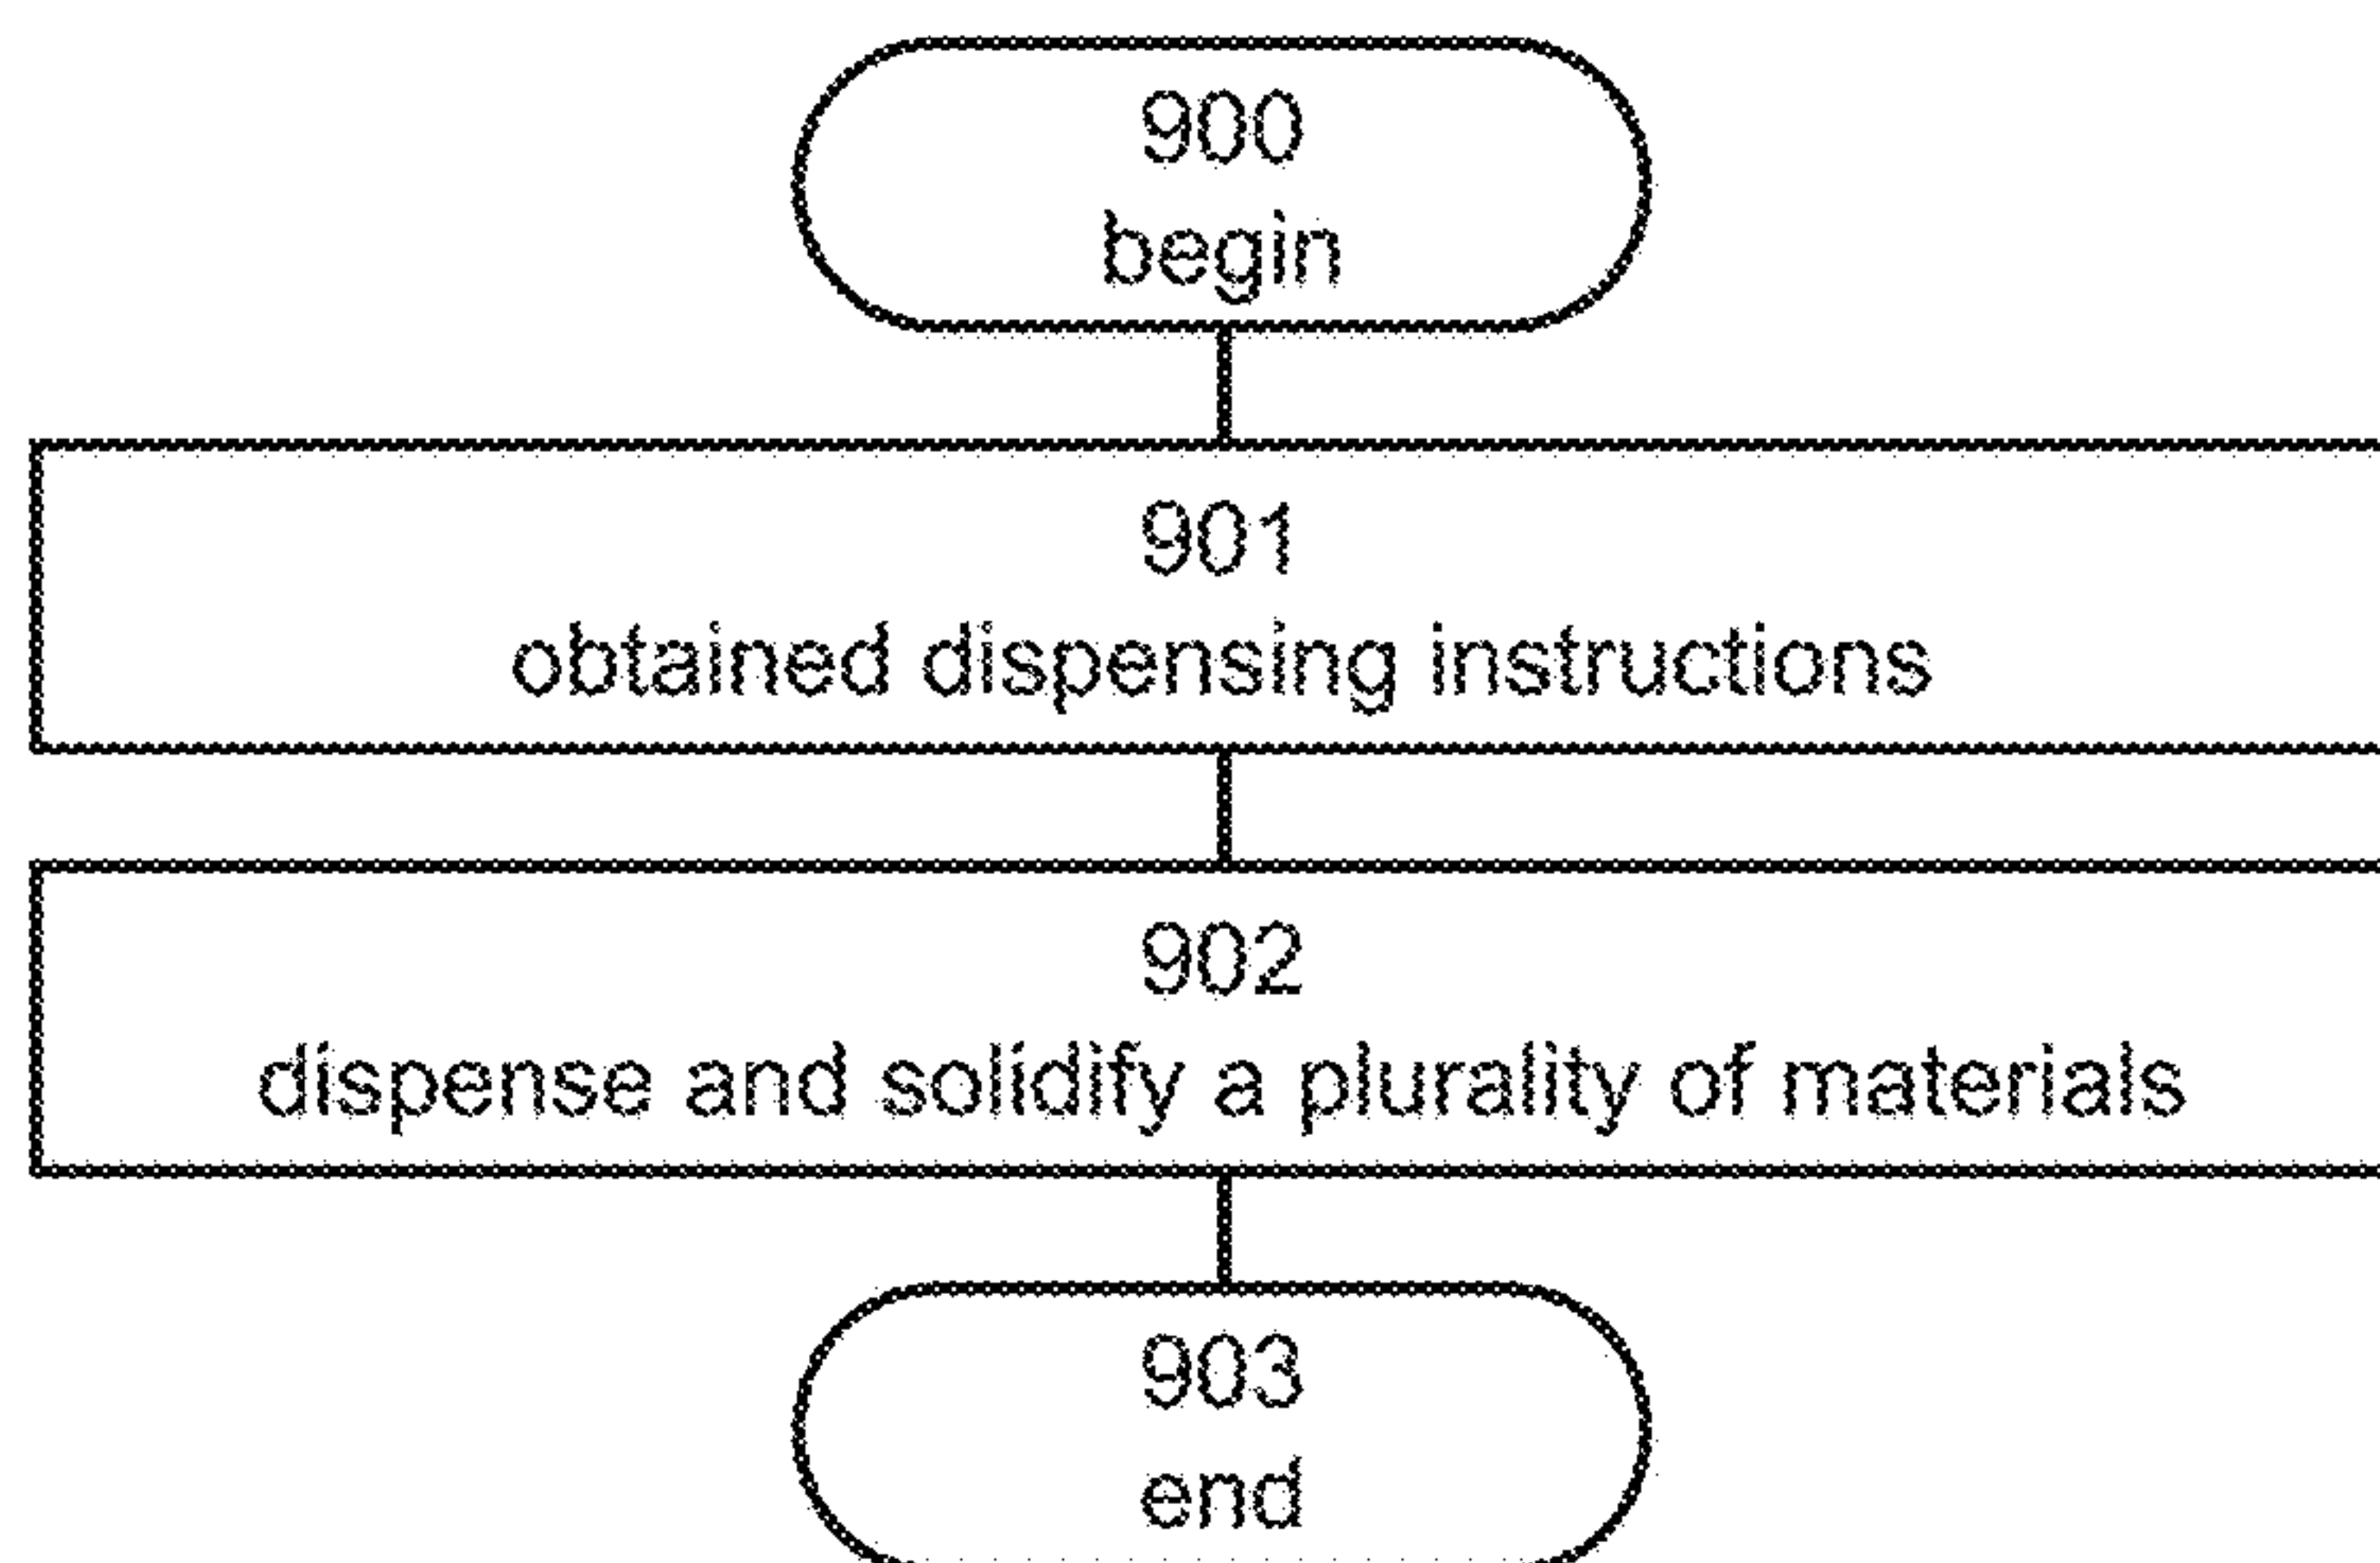 900
begin
901
obtained dispensing instructions
902
dispense and solidify a plurality of materials
903
end